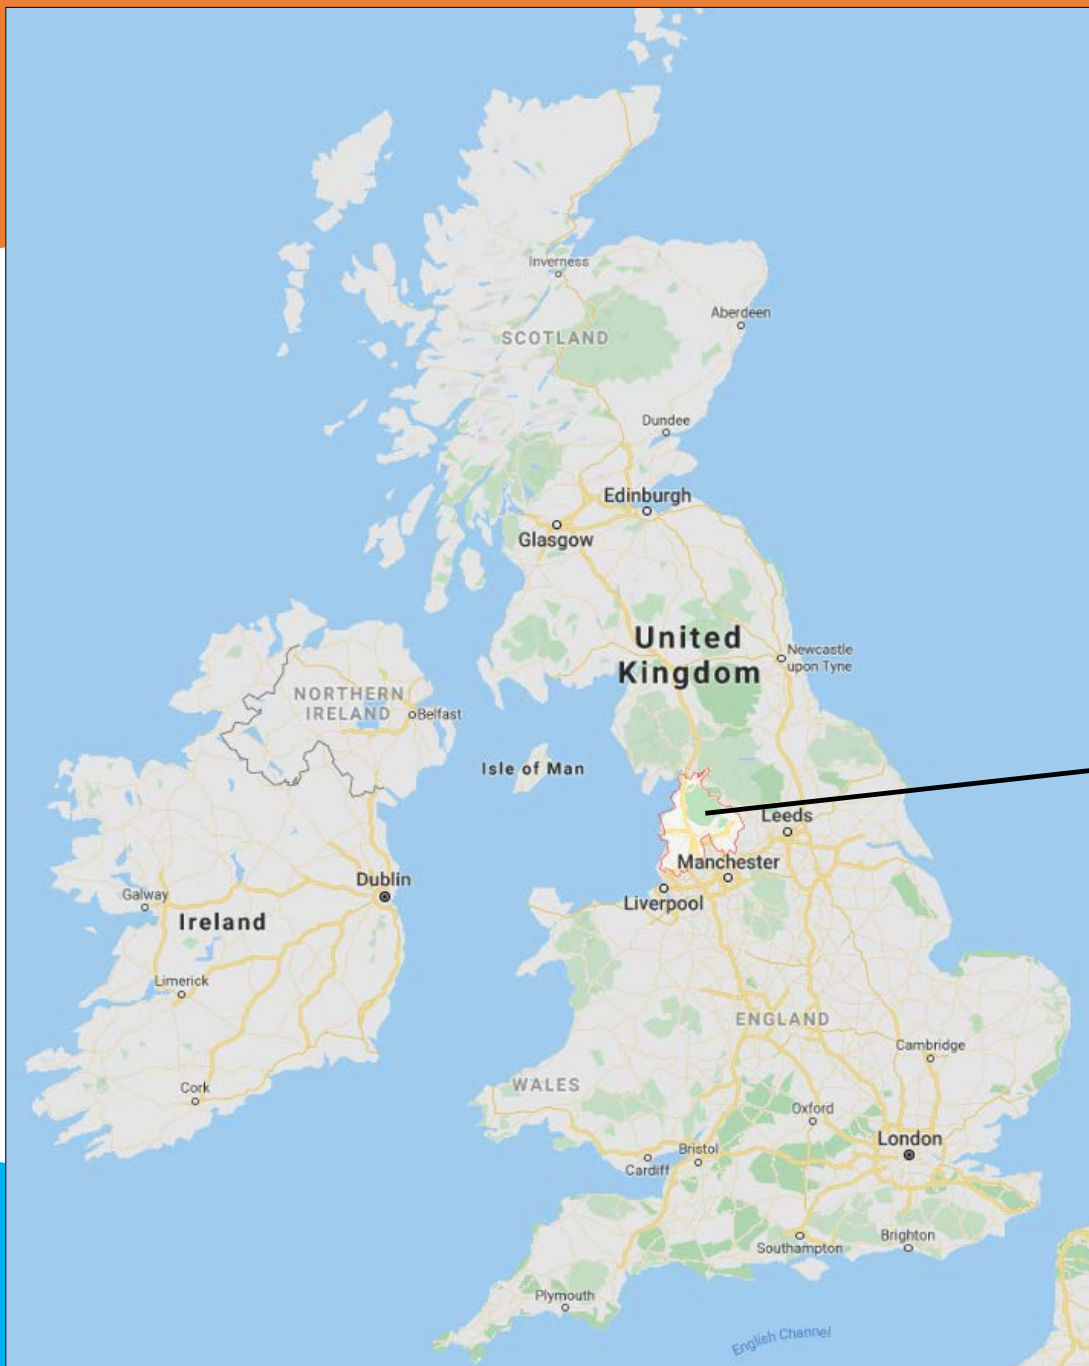 Inverness
Aberdeen
SCOTLAND
Dundee
Edinburgh
Glasgow
United
Kingdom
Newcastle
upon Tyne
NORTHERN
IRELAND
Belfast
Isle of Man
Leeds
Manchester
Liverpool
Dublin
Galway
Ireland
Limerick
ENGLAND
Cambridge
WALES
Cork
Oxford
London
Bristol
Cardiff
Southampton
Brighton
Plymouth
English Channel